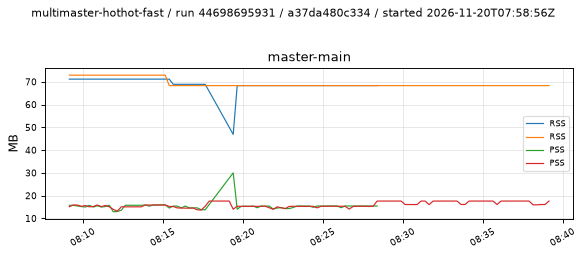 multimaster-hothot-fast / run 44698695931 / a37da480c334 / started 2026-11-20T07:58:56Z
master-main
MB
70
60
50
40
30
20
10
RSS
RSS
PSS
PSS
08:10
08:15
08:20
08:25
08:30
08:35
08:40